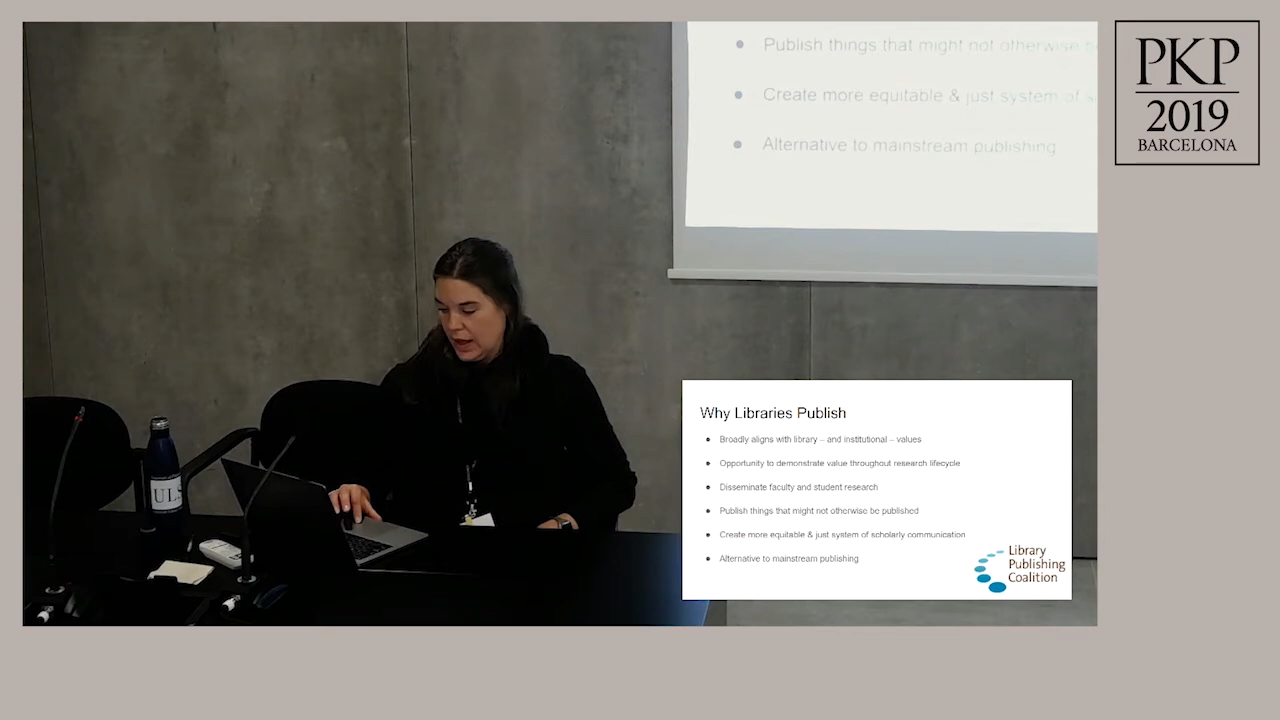 Publish things that might not otherwise b
Create more equitable & just system of s
Alternative to mainstream publishing
PKP
2019
BARCELONA
ULS
Why Libraries Publish
Broadly aligns with library – and institutional – values
Opportunity to demonstrate value throughout research lifecycle
Disseminate faculty and student research
Publish things that might not otherwise be published
Create more equitable & just system of scholarly communication
Alternative to mainstream publishing
Library
Publishing
Coalition